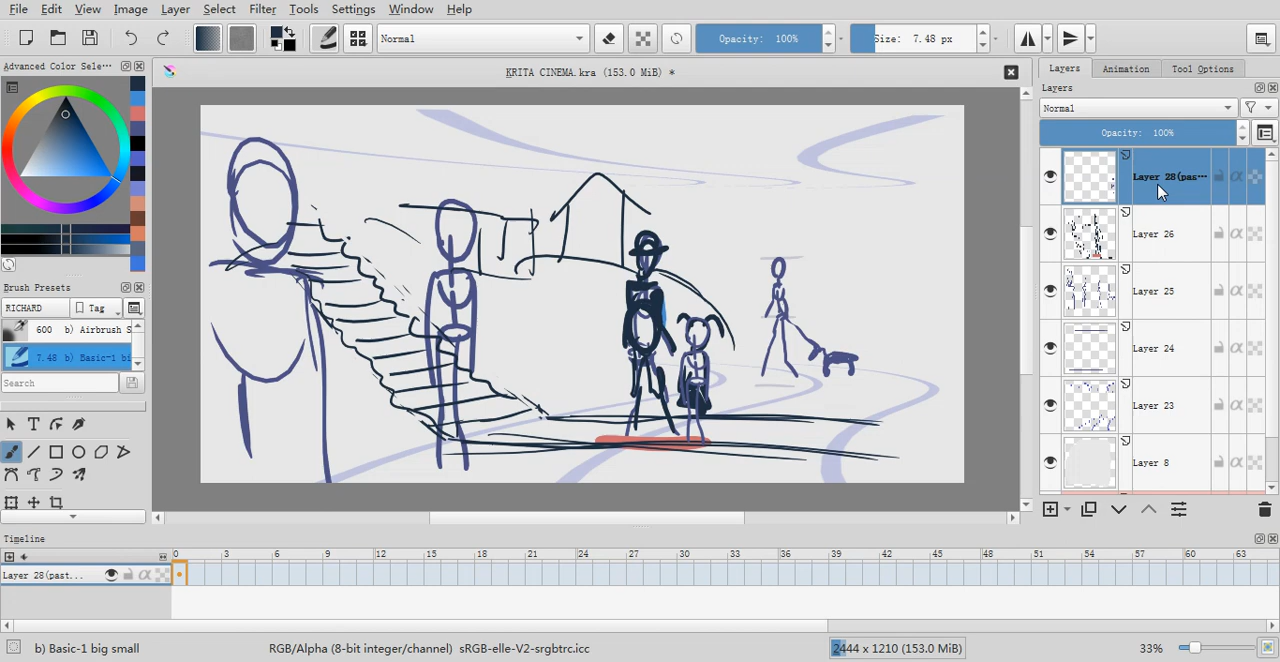 File Edit View Image Layer Select Filter Tools Settings Window Help
Normal Opacity: 100% Size: 7.48 px
Advanced Color Sele···
KRITA CINEMA.kra (153.0 MiB) *
Layers Animation Tool Options
Layers
Normal
Opacity: 100%
Layer 28(pas···
Layer 26
Layer 25
Layer 24
Layer 23
Layer 8
Brush Presets
RICHARD Tag
600 b) Airbrush S
7.48 b) Basic-1 bi
Search
Timeline
0 3 6 9 12 15 18 21 24 27 30 33 36 39 42 45 48 51 54 57 60 63
Layer 28(past...
b) Basic-1 big small RGB/Alpha (8-bit integer/channel) sRGB-elle-V2-srgbtrc.icc 2444 x 1210 (153.0 MiB) 33%